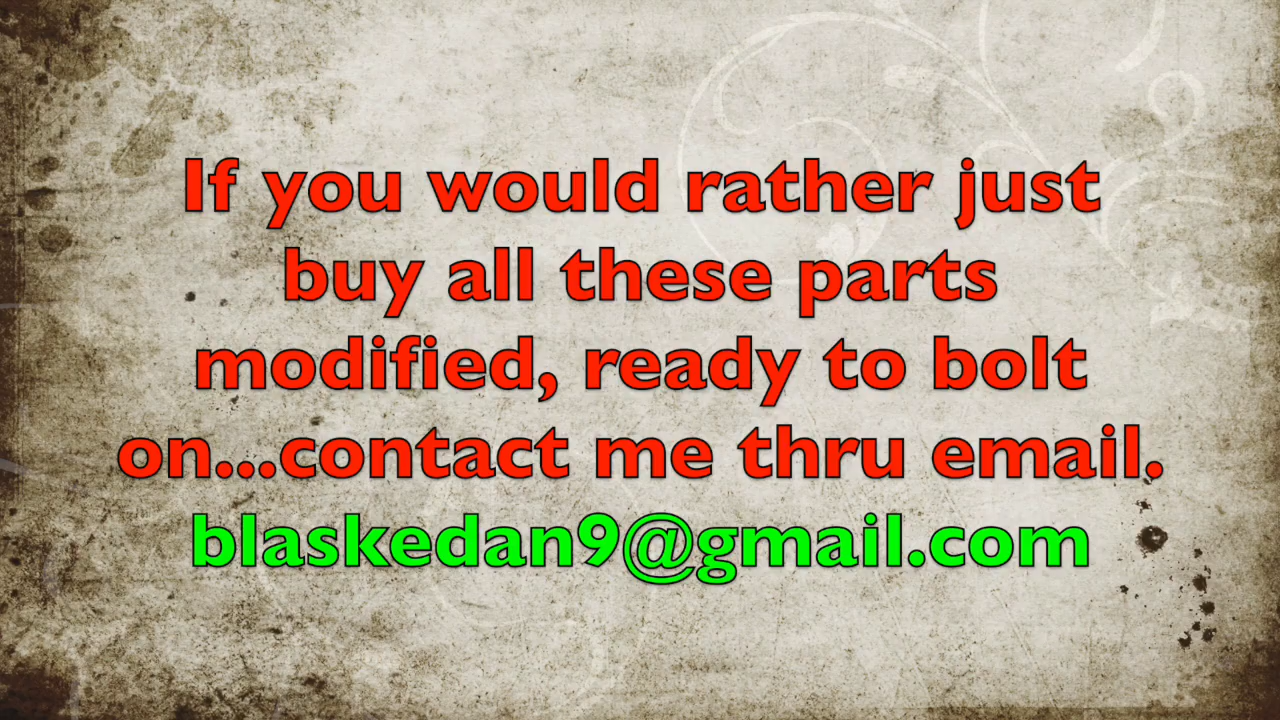 If you would rather just
buy all these parts
modified, ready to bolt
on...contact me thru email.
blaskedan9@gmail.com